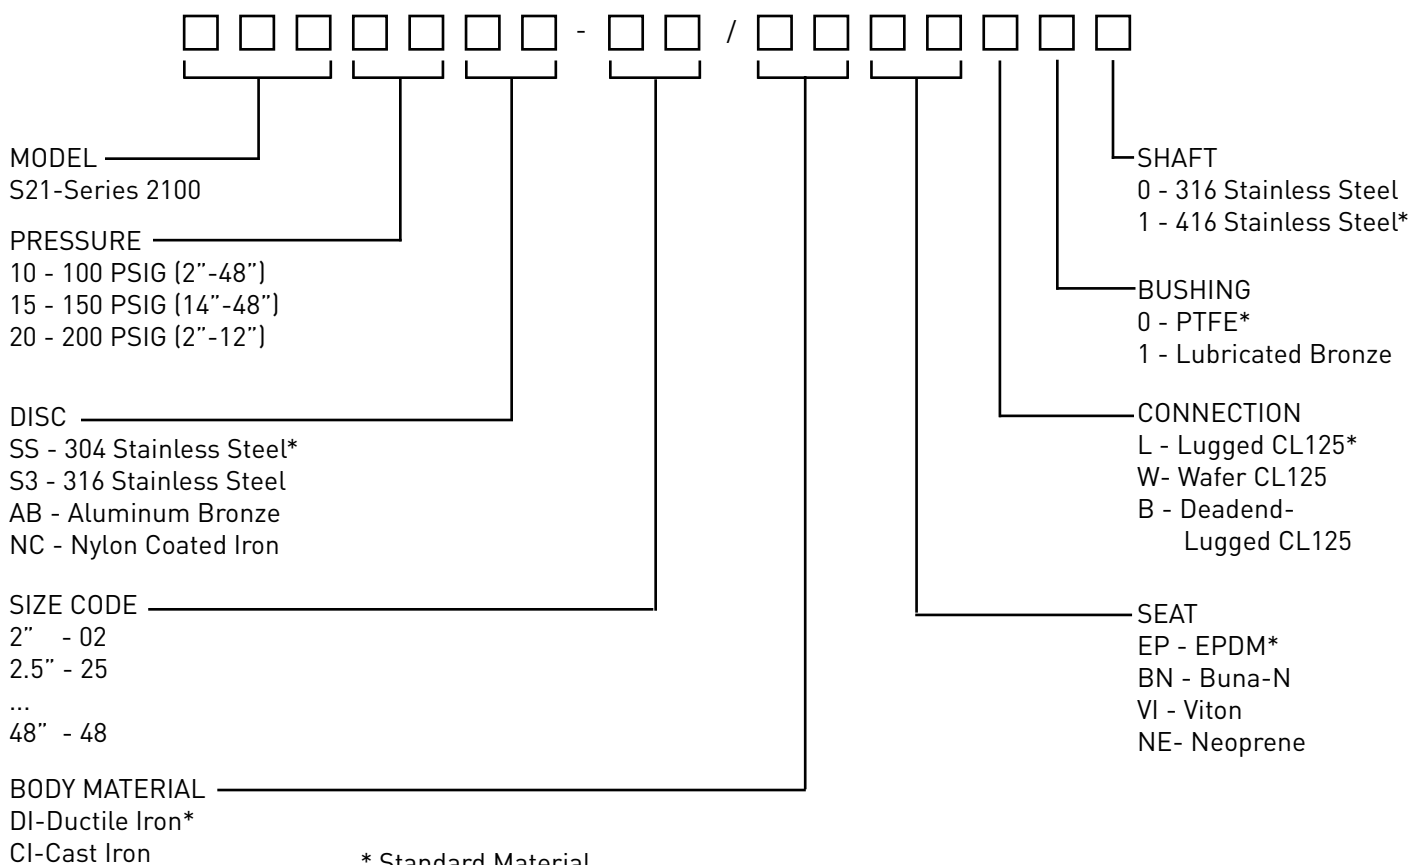 - /
MODEL
S21-Series 2100
PRESSURE
10 - 100 PSIG (2”-48”)
15 - 150 PSIG (14”-48”)
20 - 200 PSIG (2”-12”)
DISC
SS - 304 Stainless Steel*
S3 - 316 Stainless Steel
AB - Aluminum Bronze
NC - Nylon Coated Iron
SIZE CODE
2” - 02
2.5” - 25
...
48” - 48
BODY MATERIAL
DI-Ductile Iron*
CI-Cast Iron
* Standard Material
SHAFT
0 - 316 Stainless Steel
1 - 416 Stainless Steel*
BUSHING
0 - PTFE*
1 - Lubricated Bronze
CONNECTION
L - Lugged CL125*
W- Wafer CL125
B - Deadend-
Lugged CL125
SEAT
EP - EPDM*
BN - Buna-N
VI - Viton
NE- Neoprene